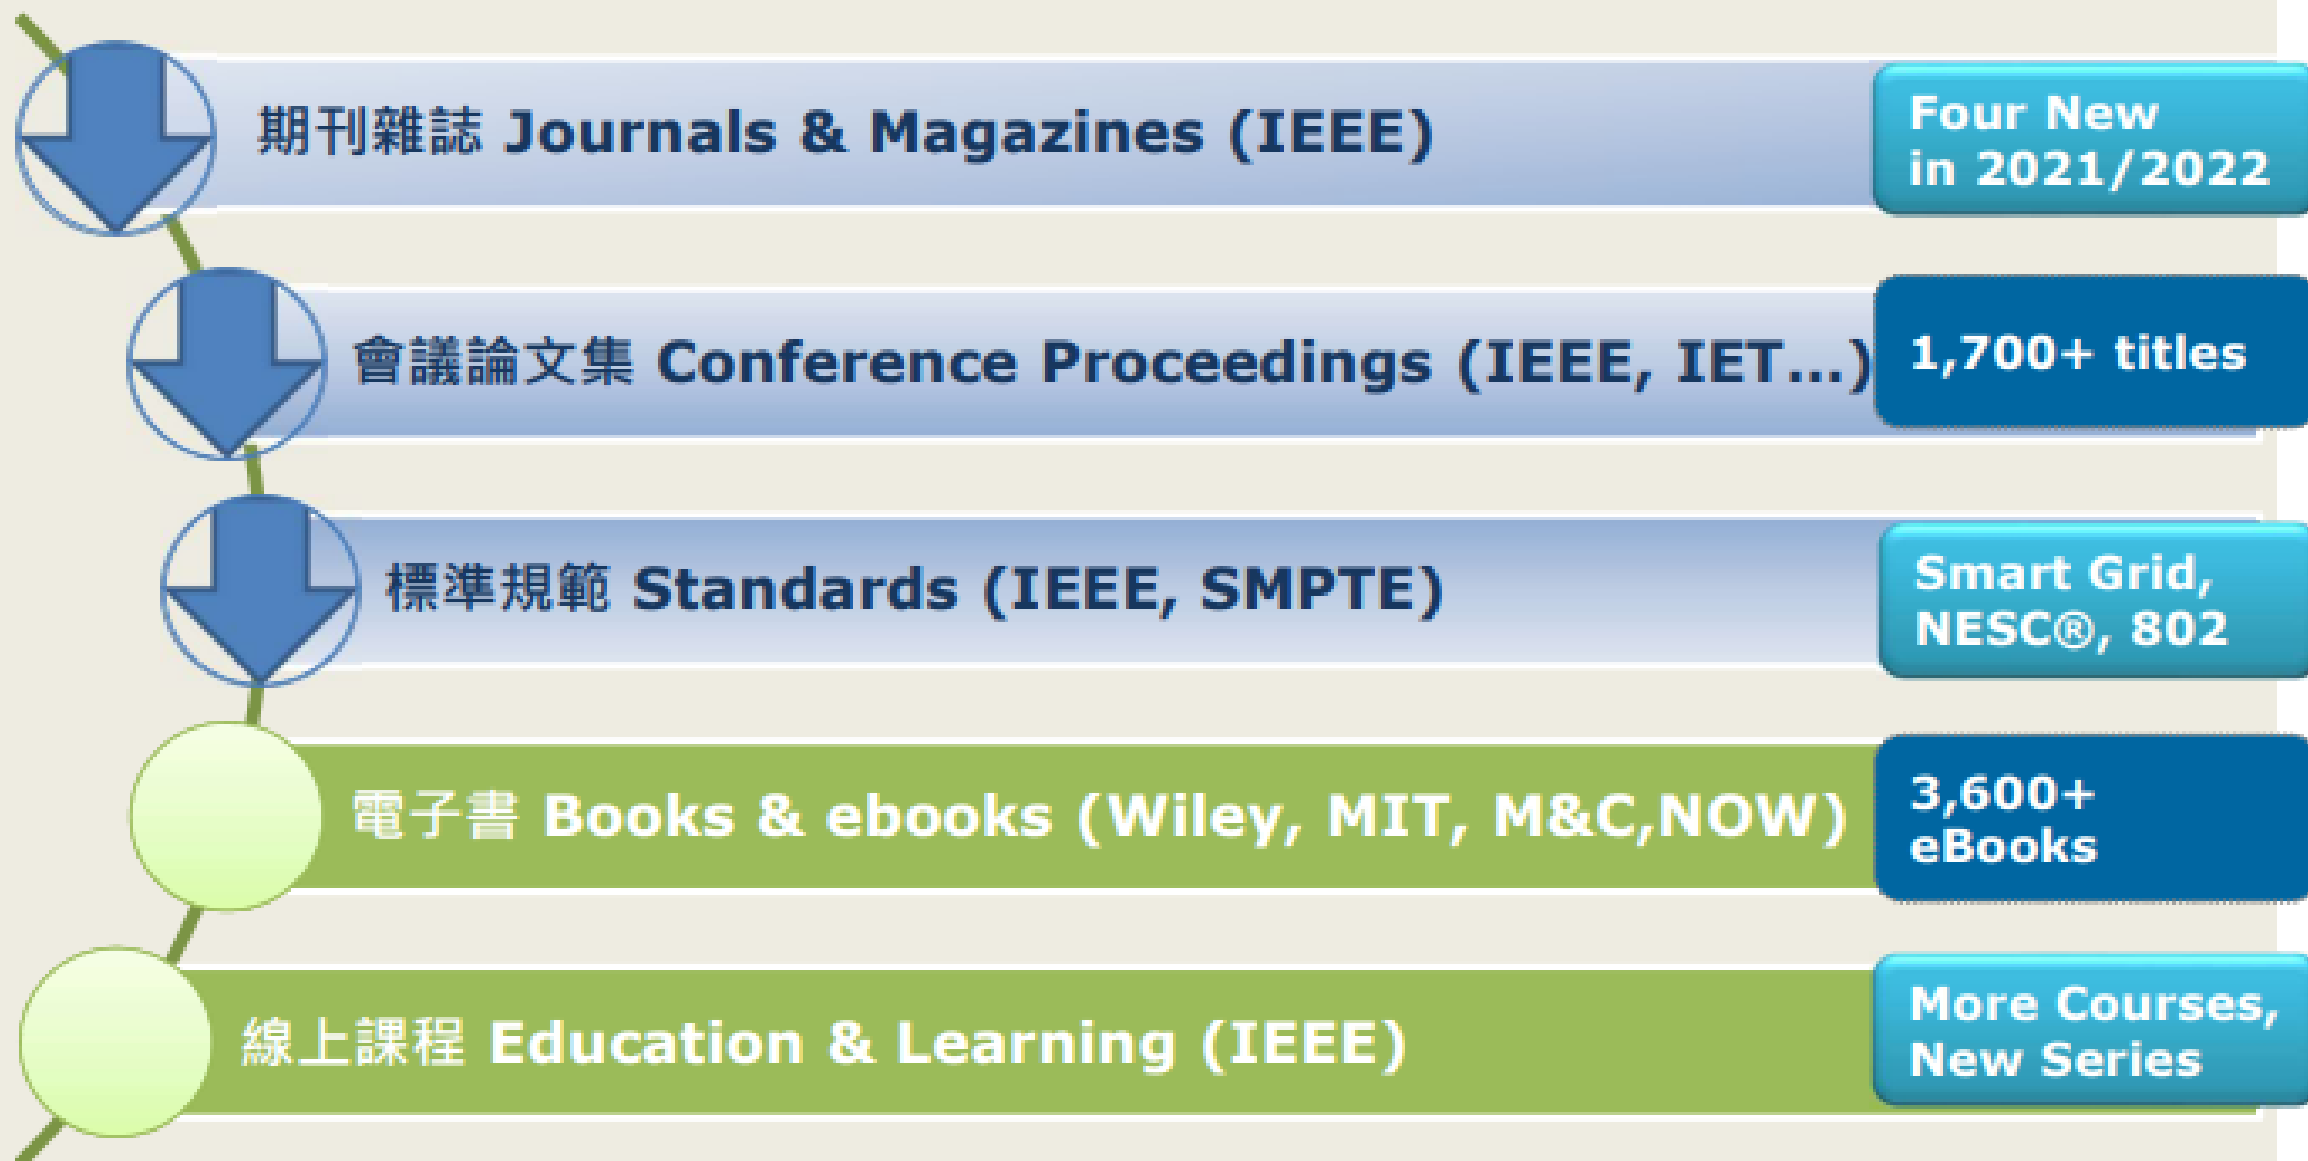 期刊雜誌 Journals & Magazines (IEEE)
Four New
in 2021/2022
會議論文集 Conference Proceedings (IEEE, IET...)
1,700+ titles
標準規範 Standards (IEEE, SMPTE)
Smart Grid,
NESC®, 802
電子書 Books & ebooks (Wiley, MIT, M&C,NOW)
3,600+
eBooks
線上課程 Education & Learning (IEEE)
More Courses,
New Series